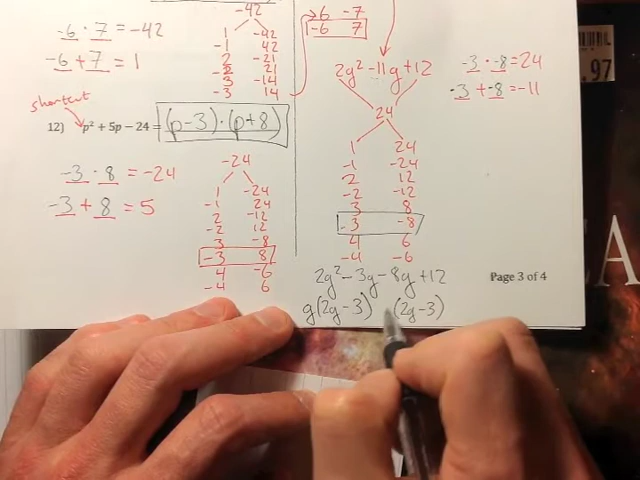 -6 · 7 = -42
-6 + 7 = 1
-42
1 -42
-1 42
2 -21
-2 21
3 -14
-3 14
shortcut
12) p² + 5p - 24 = (p-3)·(p+8)
-3 · 8 = -24
-3 + 8 = 5
-24
1 -24
-1 24
2 -12
-2 12
3 -8
-3 8
4 -6
-4 6
6 -7
-6 7
2g² - 11g + 12
24
1 24
-1 -24
2 12
-2 -12
3 8
-3 -8
4 6
-4 -6
2g² - 3g - 8g + 12
g(2g - 3) (2g - 3)
-3 · -8 = 24
-3 + -8 = -11
.97
Page 3 of 4
EA